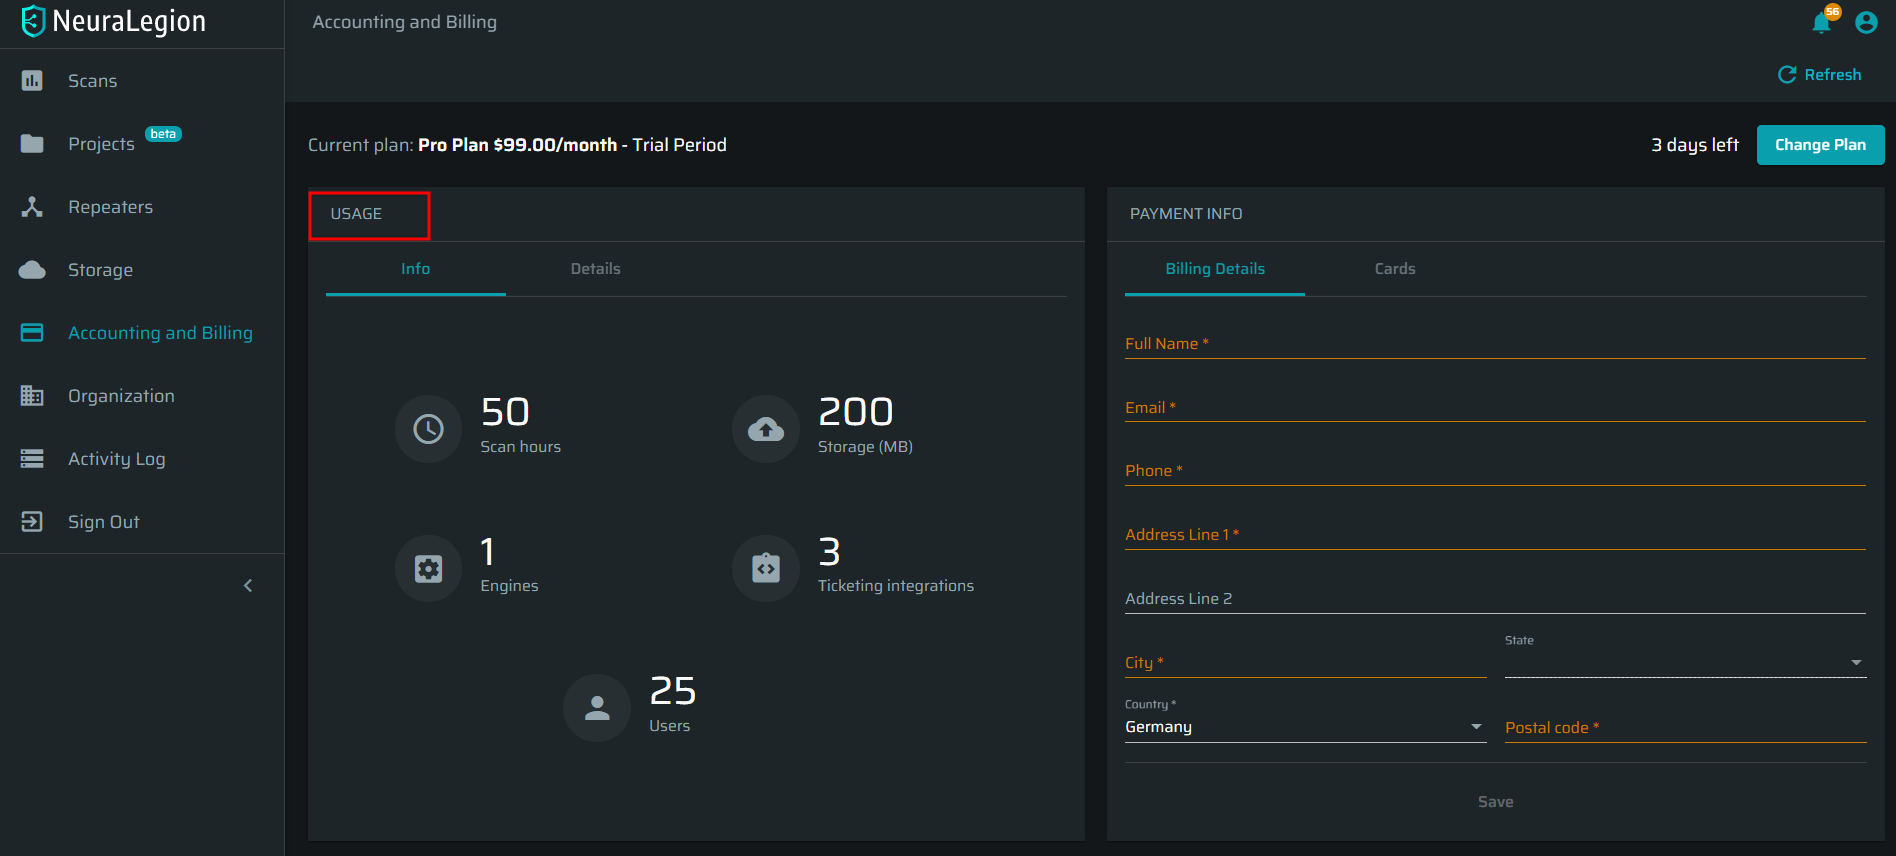 NeuraLegion
Scans
Projects beta
Repeaters
Storage
Accounting and Billing
Organization
Activity Log
Sign Out
Accounting and Billing
56
Refresh
Current plan: Pro Plan $99.00/month - Trial Period
3 days left
Change Plan
USAGE
Info Details
50
Scan hours
200
Storage (MB)
1
Engines
3
Ticketing integrations
25
Users
PAYMENT INFO
Billing Details Cards
Full Name *
Email *
Phone *
Address Line 1 *
Address Line 2
City *
State
Country *
Germany
Postal code *
Save